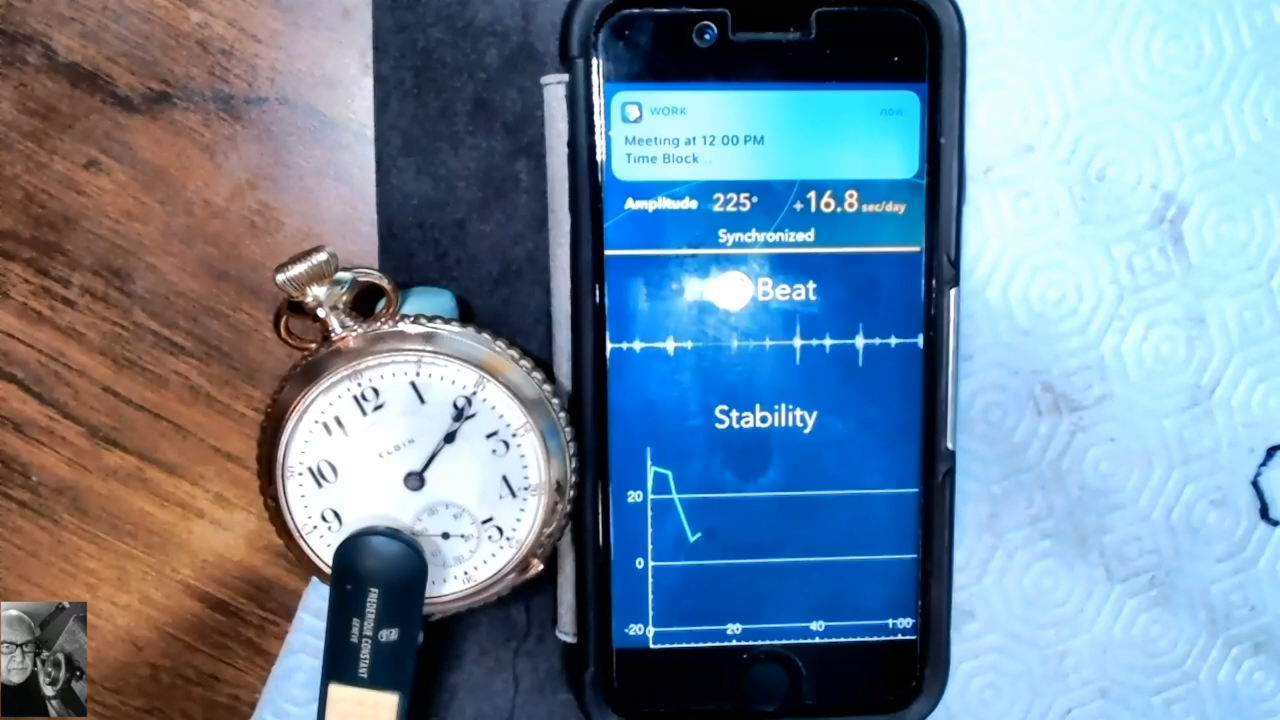 WORK
now
Meeting at 12:00 PM
Time Block ..
Amplitude 225° +16.8 sec/day
Synchronized
Beat
Stability
20
0
-20 0 20 40 1:00
12
1
2
3
4
5
9
10
11
ELGIN
FREDERIQUE CONSTANT
GENEVE